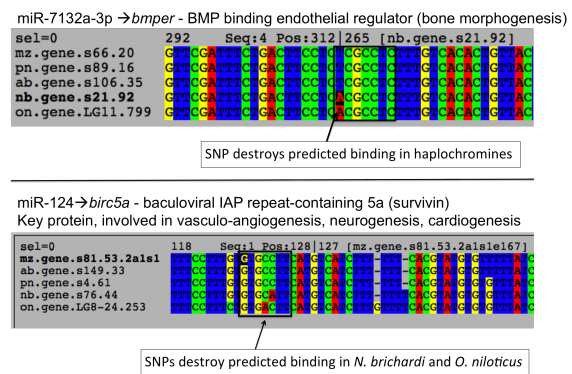 miR-7132a-3p →bmper - BMP binding endothelial regulator (bone morphogenesis)
sel=0 292 Seq:4 Pos:312|265 [nb.gene.s21.92]
mz.gene.s66.20 GTTCGATTTCTGACTTCCTCTCGCCTCTTTGTCACACTGTTAC
pn.gene.s89.16 GTTCGATTTCTGACTTCCTCTCGCCTCTTTGTCACACTGTTAC
ab.gene.s106.35 GTTCGATTTCTGACTTCCTCTCGCCTCTTTGTCACACTGTTAC
nb.gene.s21.92 GTTCGATTTCTGACTTCCTCACGCCTCTTTGTCACACTGTTAC
on.gene.LG11.799 GTTCGATTTCTGACTTCCTCACGCCTCTTTGTCACACTGTTAC
SNP destroys predicted binding in haplochromines
miR-124→birc5a - baculoviral IAP repeat-containing 5a (survivin)
Key protein, involved in vasculo-angiogenesis, neurogenesis, cardiogenesis
sel=0 118 Seq:1 Pos:128|127 [mz.gene.s81.53.2a1s1e167]
mz.gene.s81.53.2a1s1
ab.gene.s149.33
pn.gene.s4.61
nb.gene.s76.44
on.gene.LG8-24.253
SNPs destroy predicted binding in N. brichardi and O. niloticus